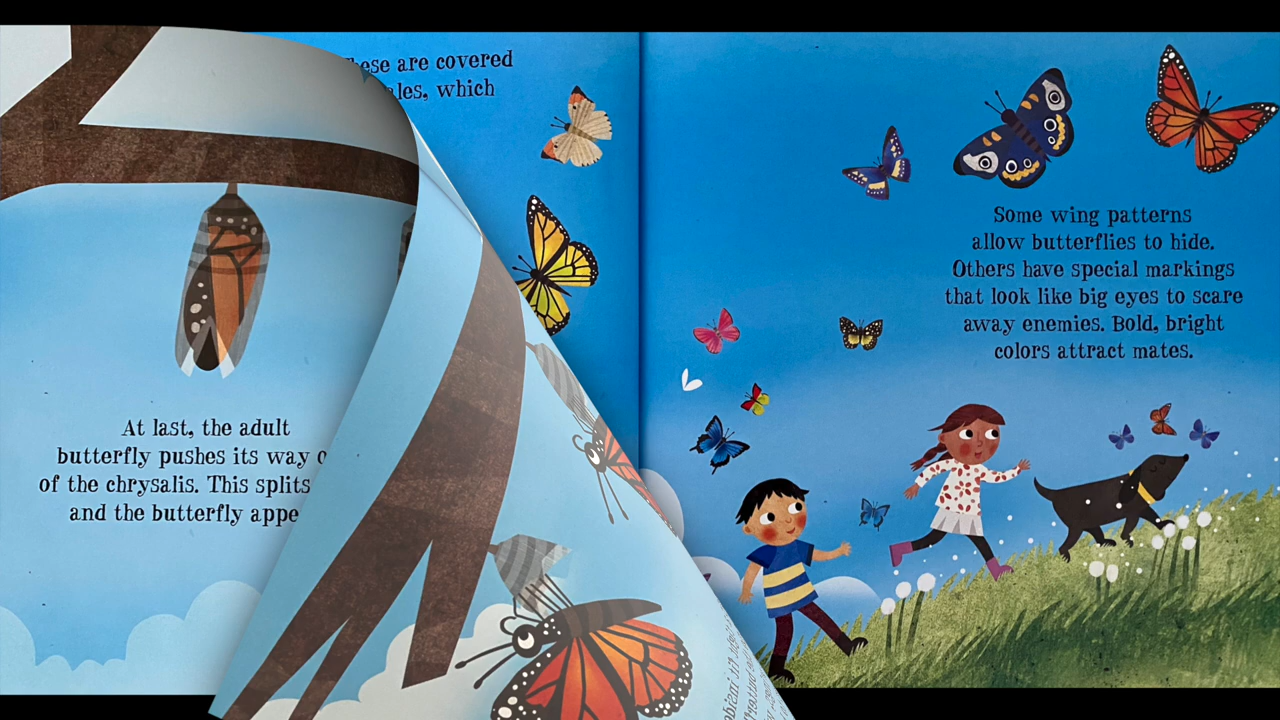 At last, the adult
butterfly pushes its way
of the chrysalis. This splits
and the butterfly appe
ese are covered
les, which
Some wing patterns
allow butterflies to hide.
Others have special markings
that look like big eyes to scare
away enemies. Bold, bright
colors attract mates.